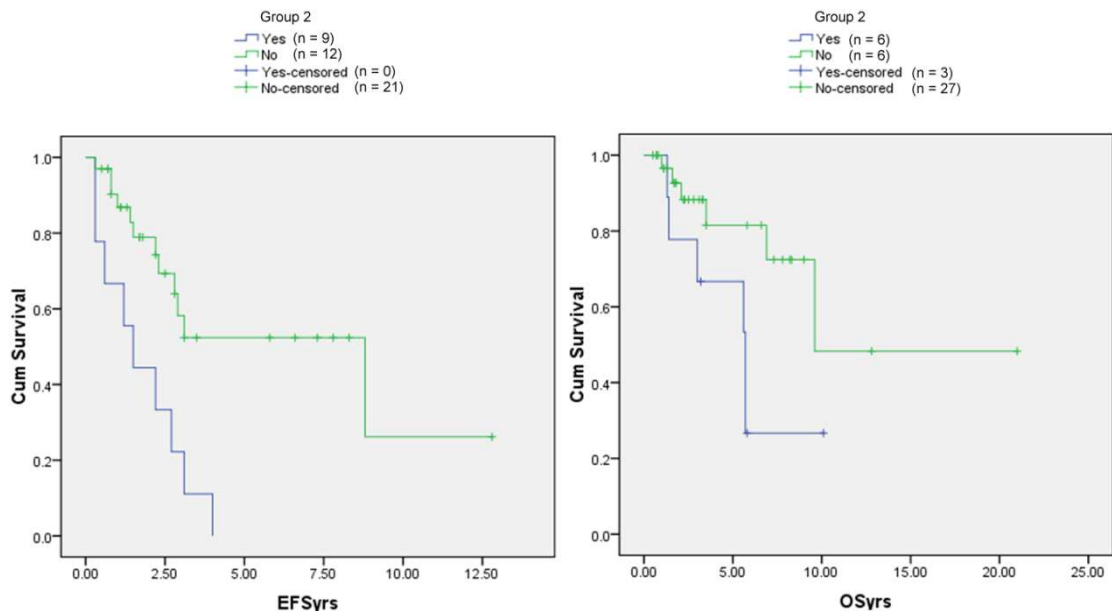 Group 2
Yes (n = 9)
No (n = 12)
Yes-censored (n = 0)
No-censored (n = 21)
Cum Survival
1.0
0.8
0.6
0.4
0.2
0.0
0.00 2.50 5.00 7.50 10.00 12.50
EFSyrs
Group 2
Yes (n = 6)
No (n = 6)
Yes-censored (n = 3)
No-censored (n = 27)
Cum Survival
1.0
0.8
0.6
0.4
0.2
0.0
0.00 5.00 10.00 15.00 20.00 25.00
OSyrs